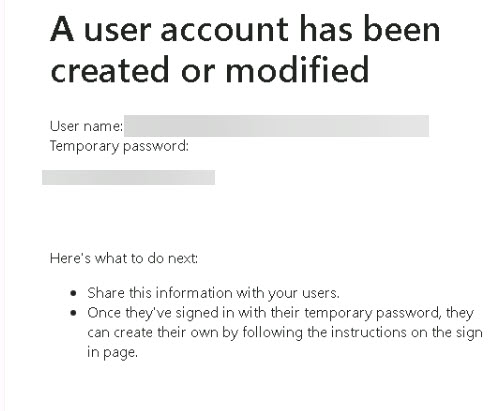 A user account has been
created or modified
User name:
Temporary password:
Here's what to do next:
• Share this information with your users.
• Once they've signed in with their temporary password, they
can create their own by following the instructions on the sign
in page.